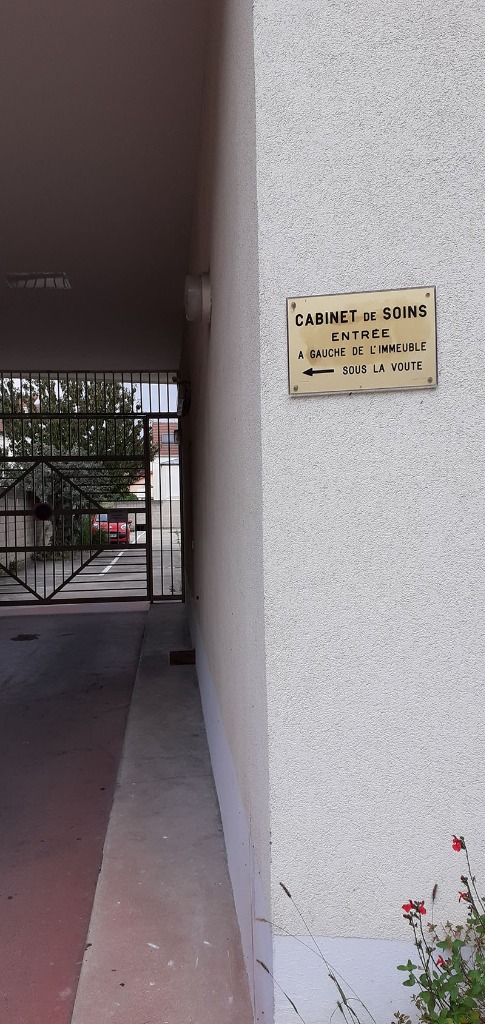 CABINET DE SOINS
ENTRÉE
A GAUCHE DE L'IMMEUBLE
← SOUS LA VOUTE